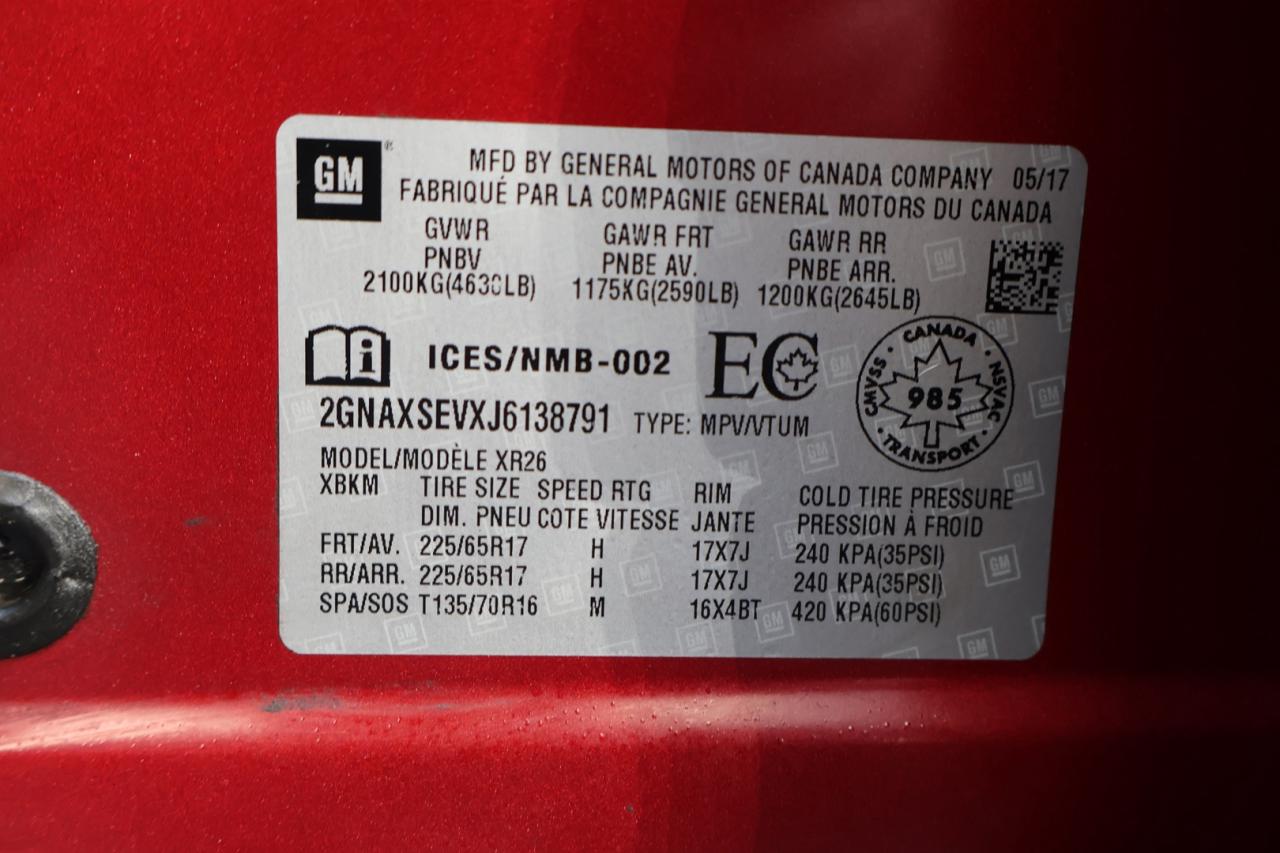 GM ®
MFD BY GENERAL MOTORS OF CANADA COMPANY 05/17
FABRIQUÉ PAR LA COMPAGNIE GENERAL MOTORS DU CANADA
GVWR GAWR FRT GAWR RR
PNBV PNBE AV. PNBE ARR.
2100KG(4630LB) 1175KG(2590LB) 1200KG(2645LB)
i ICES/NMB-002 EC
CANADA · NSVAC · TRANSPORT · CMVSS ·
985
2GNAXSEVXJ6138791 TYPE: MPV/VTUM
MODEL/MODÈLE XR26
XBKM TIRE SIZE SPEED RTG RIM COLD TIRE PRESSURE
DIM. PNEU COTE VITESSE JANTE PRESSION À FROID
FRT/AV. 225/65R17 H 17X7J 240 KPA(35PSI)
RR/ARR. 225/65R17 H 17X7J 240 KPA(35PSI)
SPA/SOS T135/70R16 M 16X4BT 420 KPA(60PSI)